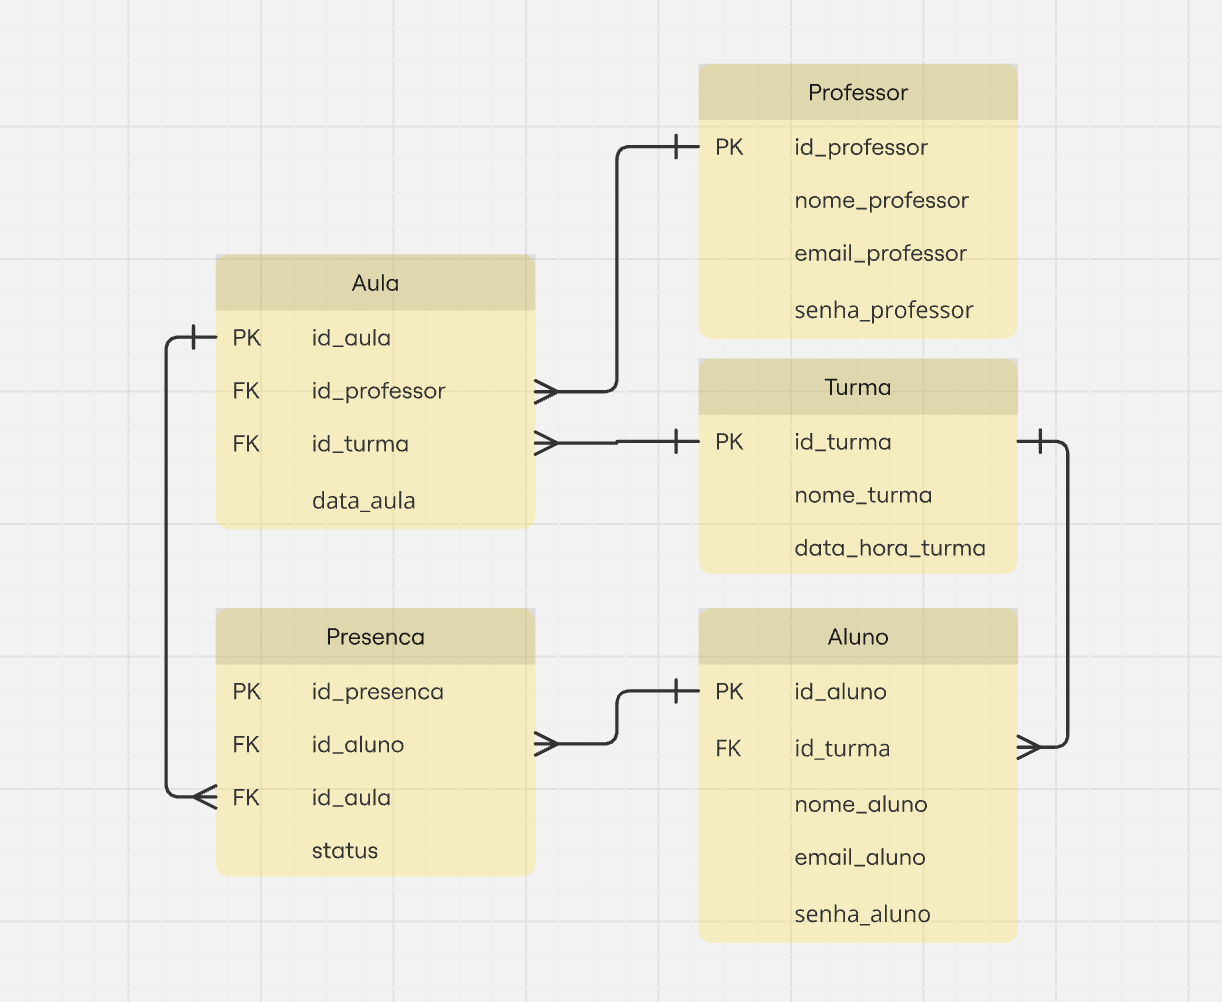 Professor
PK id_professor
nome_professor
email_professor
senha_professor
Aula
PK id_aula
FK id_professor
FK id_turma
data_aula
Turma
PK id_turma
nome_turma
data_hora_turma
Presenca
PK id_presenca
FK id_aluno
FK id_aula
status
Aluno
PK id_aluno
FK id_turma
nome_aluno
email_aluno
senha_aluno